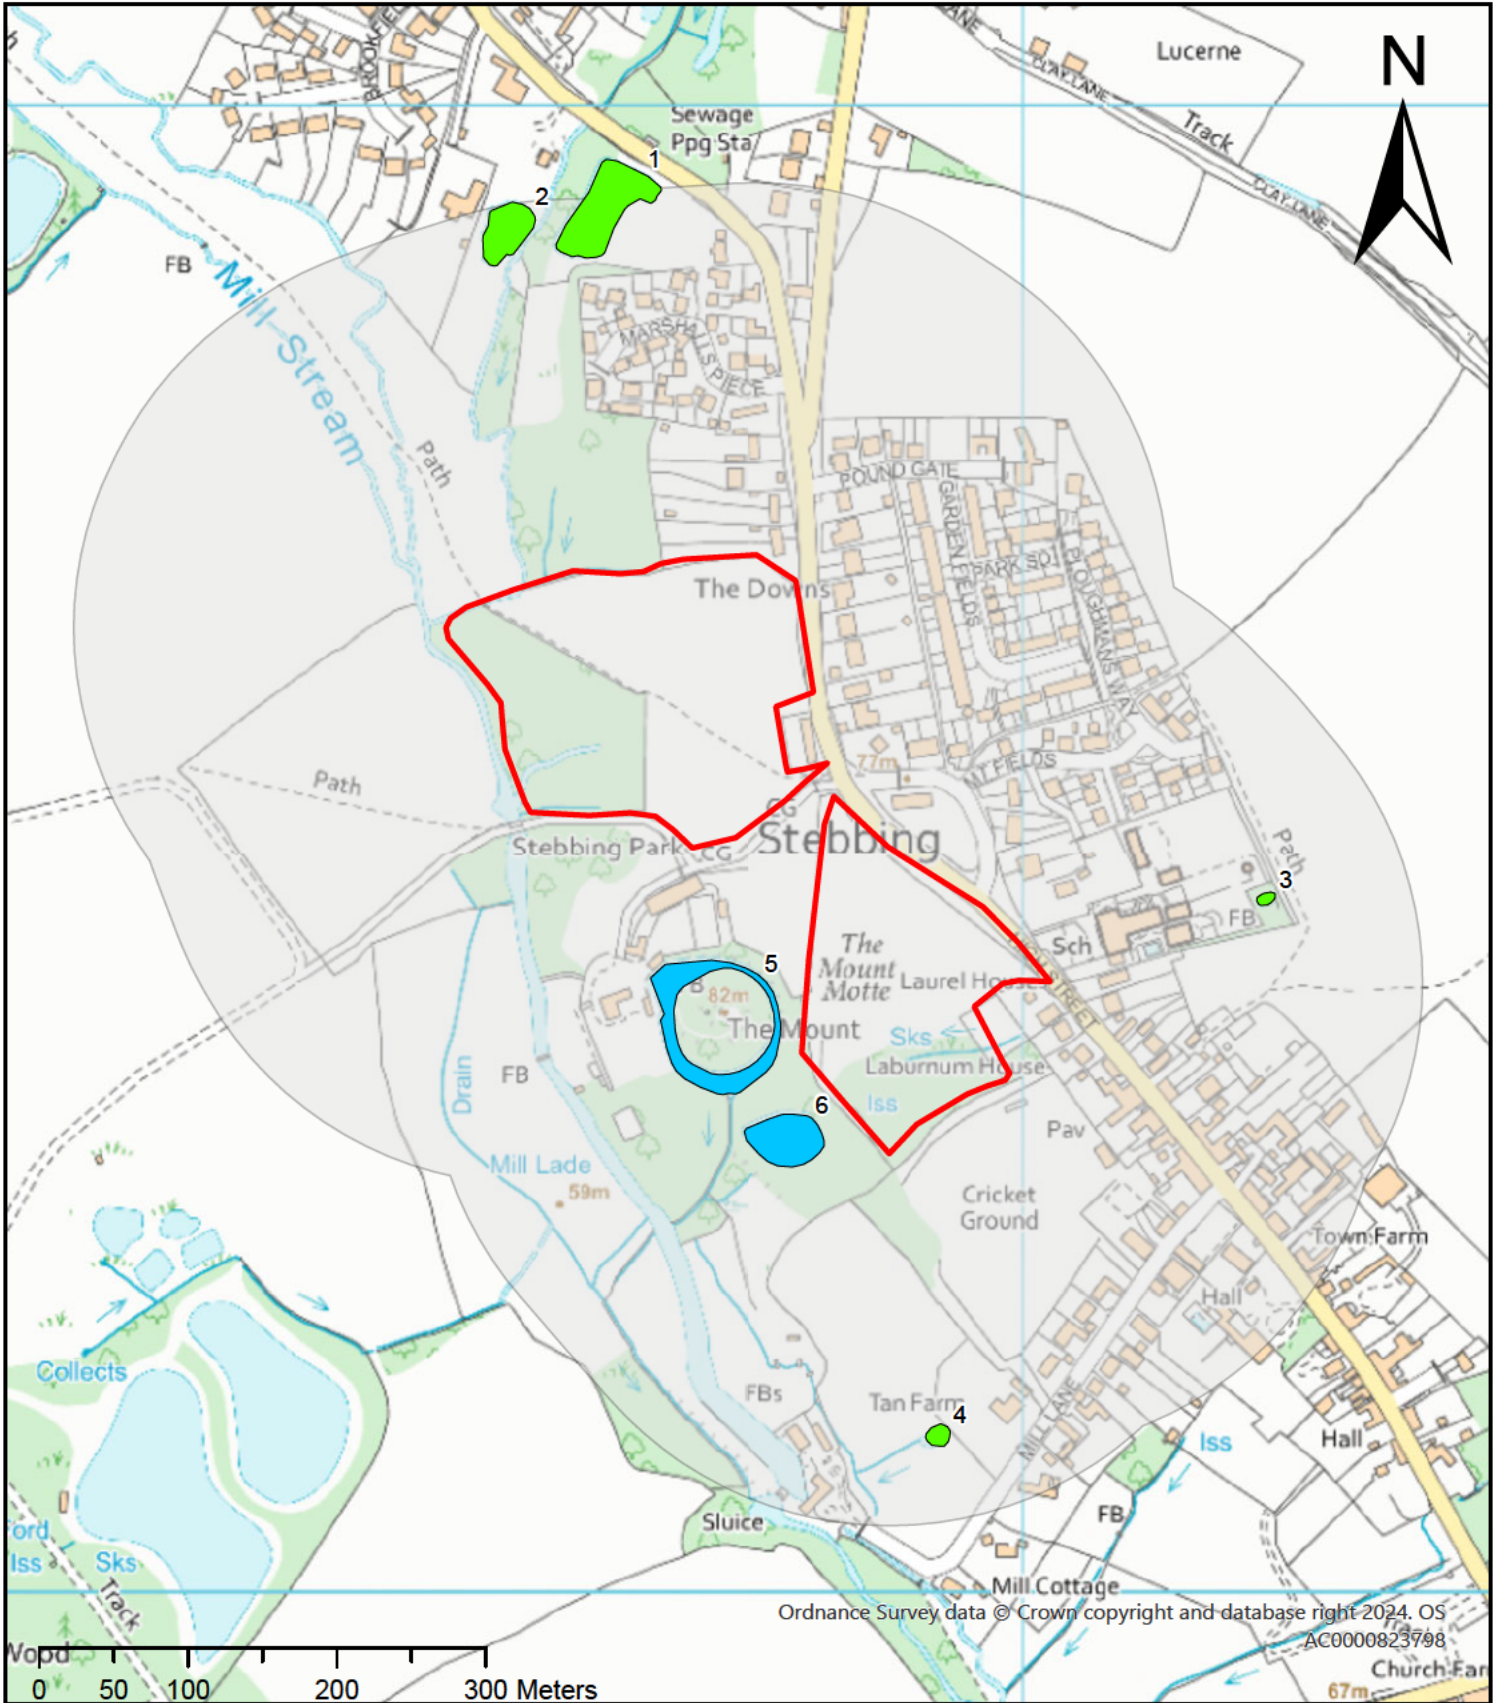 N
Lucerne
CLAY LANE
Track
CLAY LANE
Sewage
Ppg Sta
1
2
FB
Mill Stream
Path
MARSHALLS PIECE
POUND GATE
GARDEN FIELDS
PARK SQ
PLOUGHMANS WAY
The Downs
77m
MT FIELDS
Path
CG
Stebbing
Stebbing Park
CG
Path
3
FB
Sch
The
Mount
Motte
Laurel House
5
82m
The Mount
Sks
Laburnum House
FB
Drain
6
Iss
Pav
Mill Lade
59m
Cricket
Ground
Town Farm
Hall
Collects
FBs
Tan Farm
4
MILL LANE
Iss
Hall
FB
Sluice
Ford
Iss
Sks
Track
Mill Cottage
Ordnance Survey data © Crown copyright and database right 2024. OS
AC0000823798
Wood
0 50 100 200 300 Meters
67m